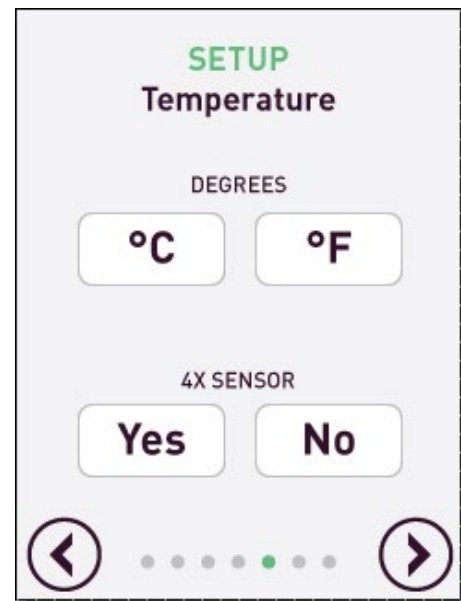 SETUP
Temperature
DEGREES
°C °F
4X SENSOR
Yes No